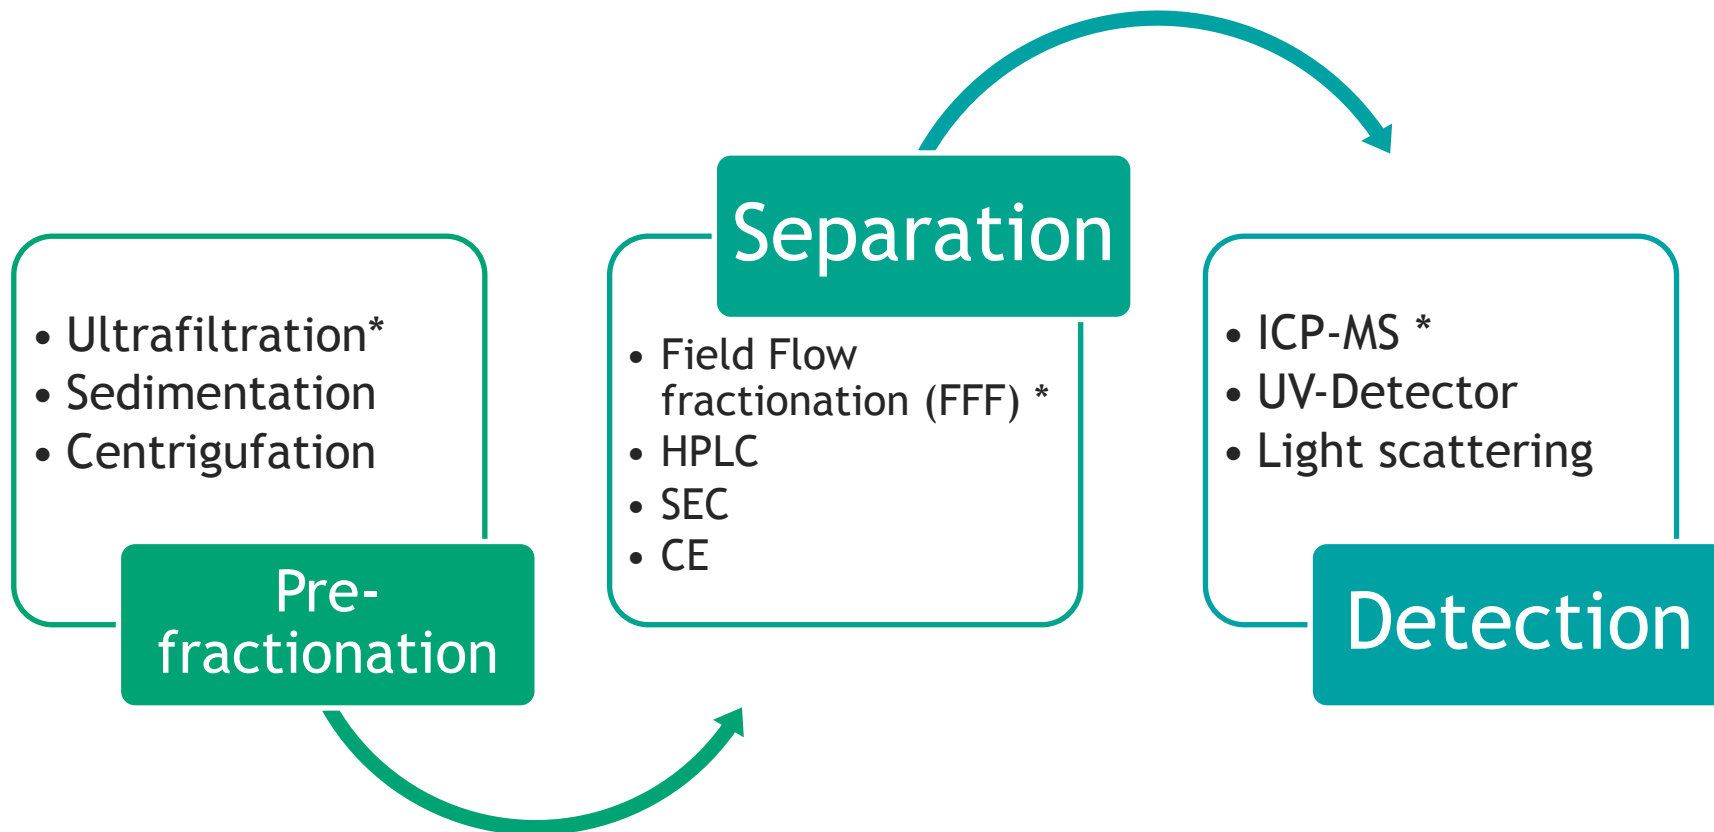 • Ultrafiltration*
• Sedimentation
• Centrigufation
Pre-
fractionation
Separation
• Field Flow
fractionation (FFF) *
• HPLC
• SEC
• CE
• ICP-MS *
• UV-Detector
• Light scattering
Detection